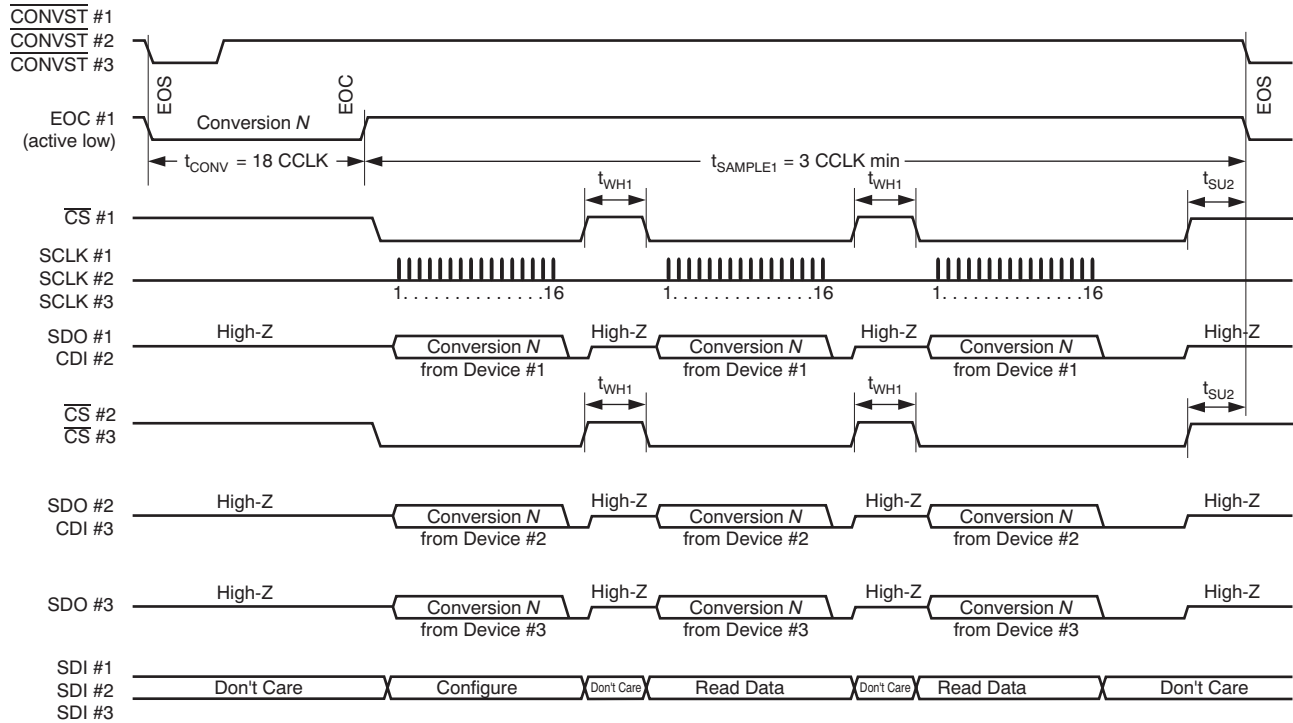 CONVST #1
CONVST #2
CONVST #3
EOS
EOC
EOS
EOC #1
(active low)
Conversion N
tCONV = 18 CCLK
tSAMPLE1 = 3 CCLK min
tWH1
tWH1
tSU2
CS #1
SCLK #1
SCLK #2
SCLK #3
1. . . . . . . . . . . . . .16
1. . . . . . . . . . . . . .16
1. . . . . . . . . . . . . .16
SDO #1
CDI #2
High-Z
Conversion N
from Device #1
High-Z
Conversion N
from Device #1
High-Z
Conversion N
from Device #1
High-Z
tWH1
tWH1
tSU2
CS #2
CS #3
SDO #2
CDI #3
High-Z
Conversion N
from Device #2
High-Z
Conversion N
from Device #2
High-Z
Conversion N
from Device #2
High-Z
SDO #3
High-Z
Conversion N
from Device #3
High-Z
Conversion N
from Device #3
High-Z
Conversion N
from Device #3
High-Z
SDI #1
SDI #2
SDI #3
Don't Care
Configure
Don't Care
Read Data
Don't Care
Read Data
Don't Care